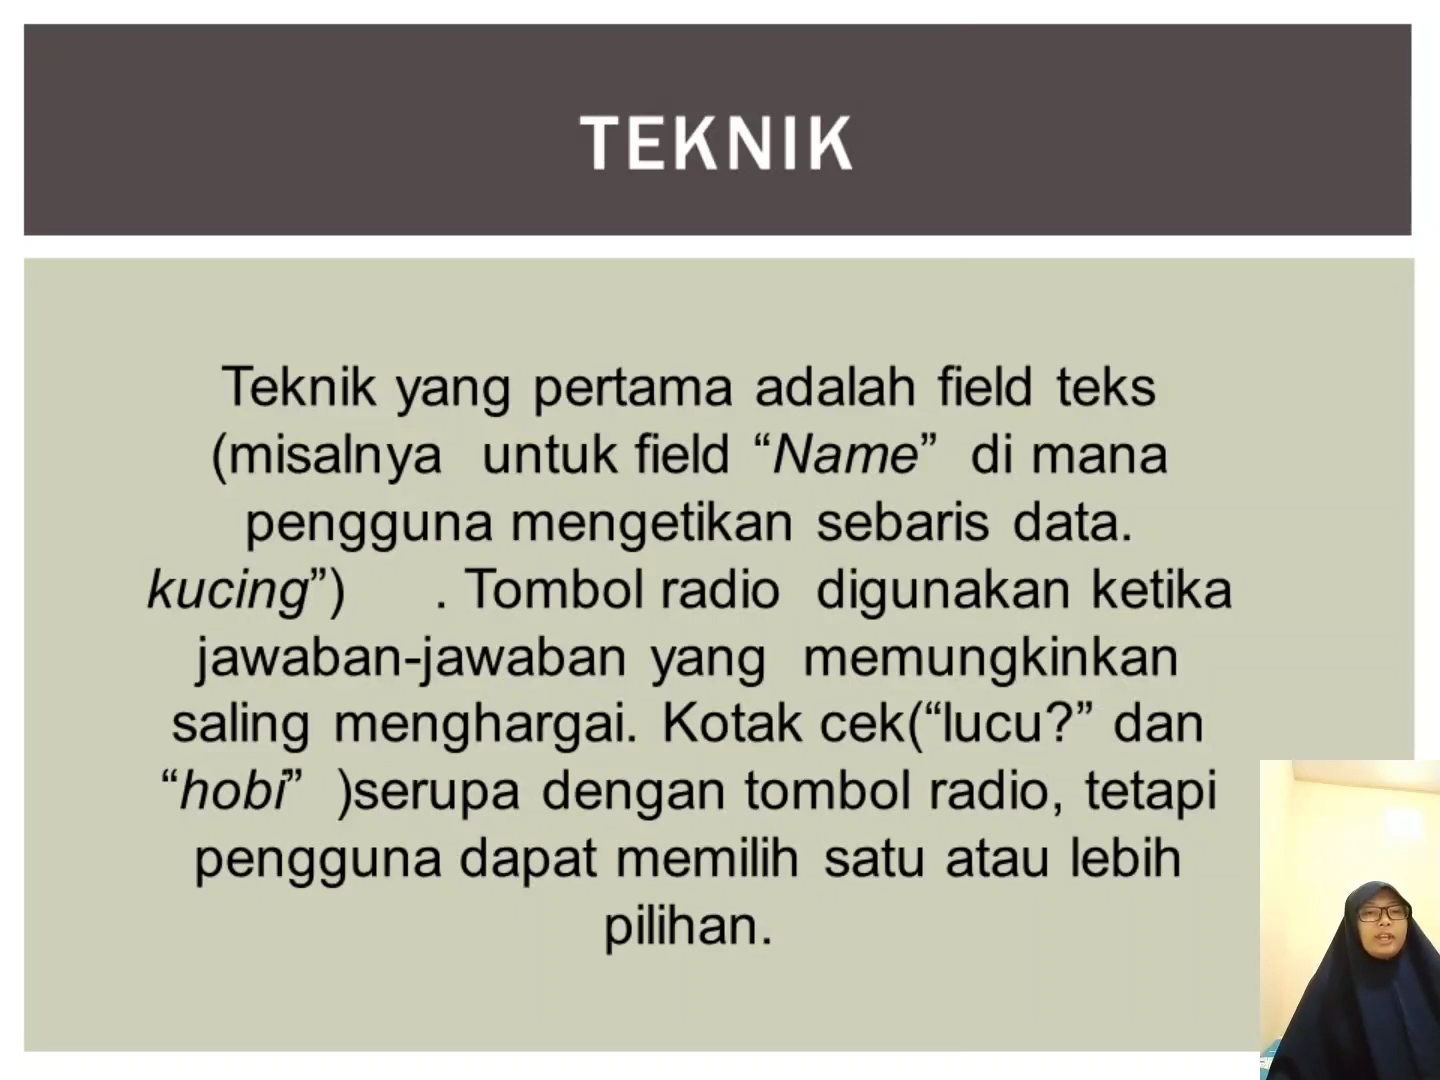 TEKNIK
Teknik yang pertama adalah field teks
(misalnya untuk field “Name” di mana
pengguna mengetikan sebaris data.
kucing”) . Tombol radio digunakan ketika
jawaban-jawaban yang memungkinkan
saling menghargai. Kotak cek(“lucu?” dan
“hobi” )serupa dengan tombol radio, tetapi
pengguna dapat memilih satu atau lebih
pilihan.